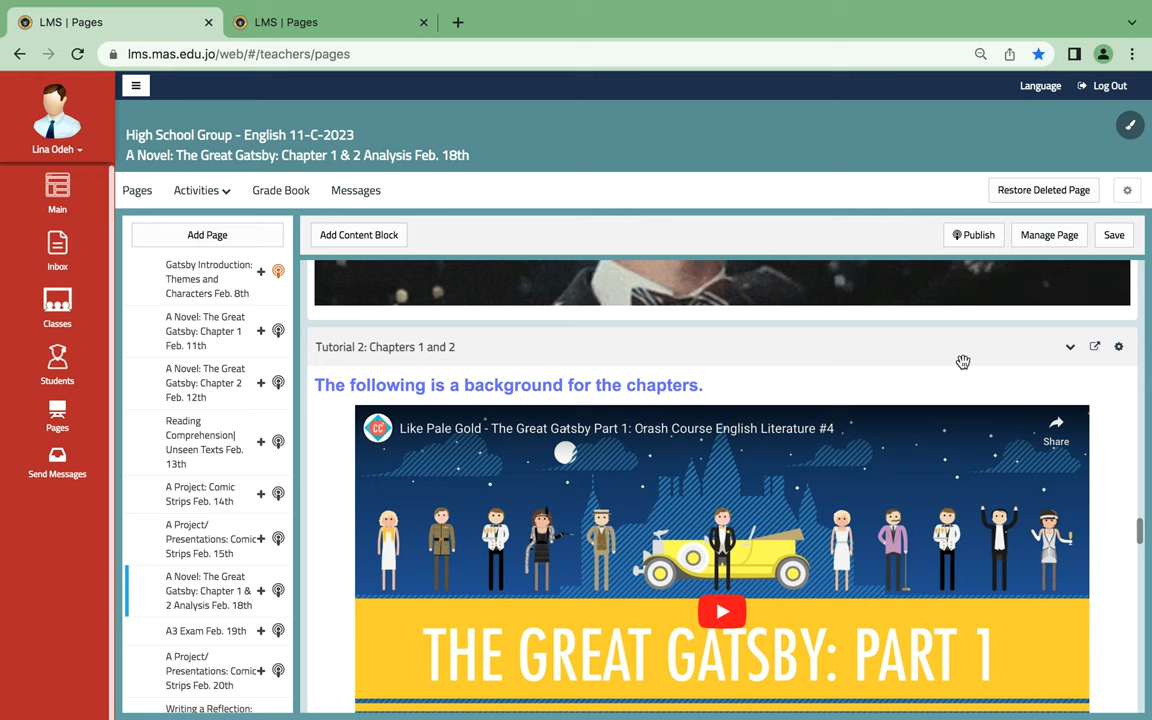 LMS | Pages
LMS | Pages
lms.mas.edu.jo/web/#/teachers/pages
Language
Log Out
Lina Odeh
High School Group - English 11-C-2023
A Novel: The Great Gatsby: Chapter 1 & 2 Analysis Feb. 18th
Pages
Activities
Grade Book
Messages
Restore Deleted Page
Main
Inbox
Classes
Students
Pages
Send Messages
Add Page
Add Content Block
Publish
Manage Page
Save
Gatsby Introduction:
Themes and
Characters Feb. 8th
A Novel: The Great
Gatsby: Chapter 1
Feb. 11th
A Novel: The Great
Gatsby: Chapter 2
Feb. 12th
Reading
Comprehension|
Unseen Texts Feb.
13th
A Project: Comic
Strips Feb. 14th
A Project/
Presentations: Comic
Strips Feb. 15th
A Novel: The Great
Gatsby: Chapter 1 &
2 Analysis Feb. 18th
A3 Exam Feb. 19th
A Project/
Presentations: Comic
Strips Feb. 20th
Writing a Reflection:
Tutorial 2: Chapters 1 and 2
The following is a background for the chapters.
CC
Like Pale Gold - The Great Gatsby Part 1: Crash Course English Literature #4
Share
THE GREAT GATSBY: PART 1